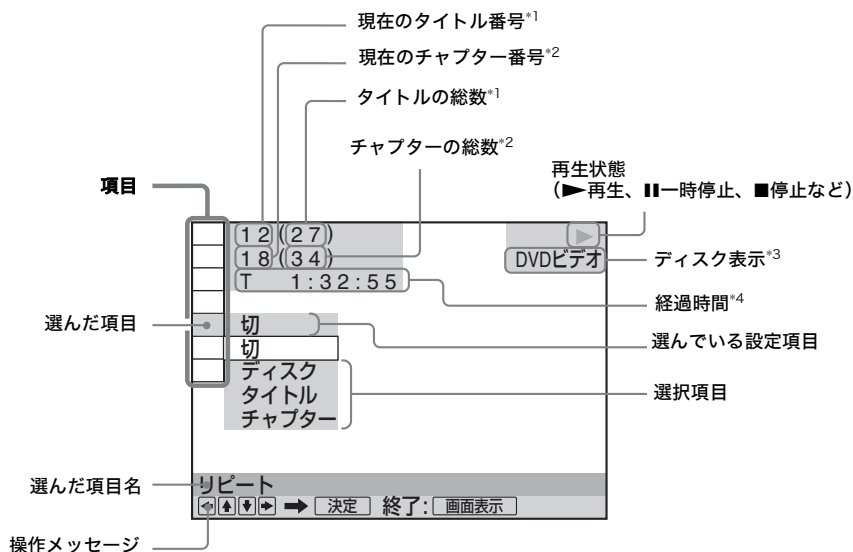 現在のタイトル番号*1
現在のチャプター番号*2
タイトルの総数*1
チャプターの総数*2
再生状態
（▶再生、❚❚一時停止、■停止など）
項目
12(27)
18(34)
T 1:32:55
▶
DVDビデオ
ディスク表示*3
経過時間*4
選んだ項目
切
選んでいる設定項目
切
ディスク
タイトル
チャプター
選択項目
選んだ項目名
リピート
←↑↓→ ➡ 決定 終了: 画面表示
操作メッセージ